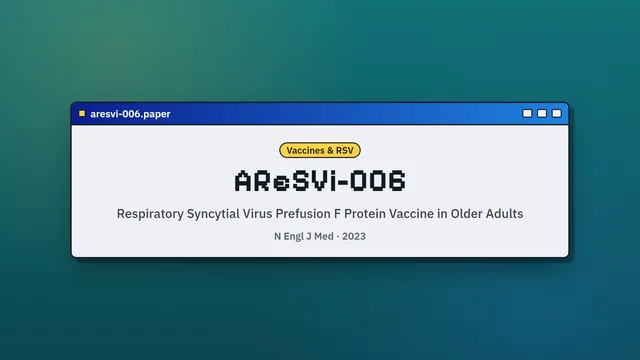 aresvi-006.paper
Vaccines & RSV
AReSVi-006
Respiratory Syncytial Virus Prefusion F Protein Vaccine in Older Adults
N Engl J Med · 2023